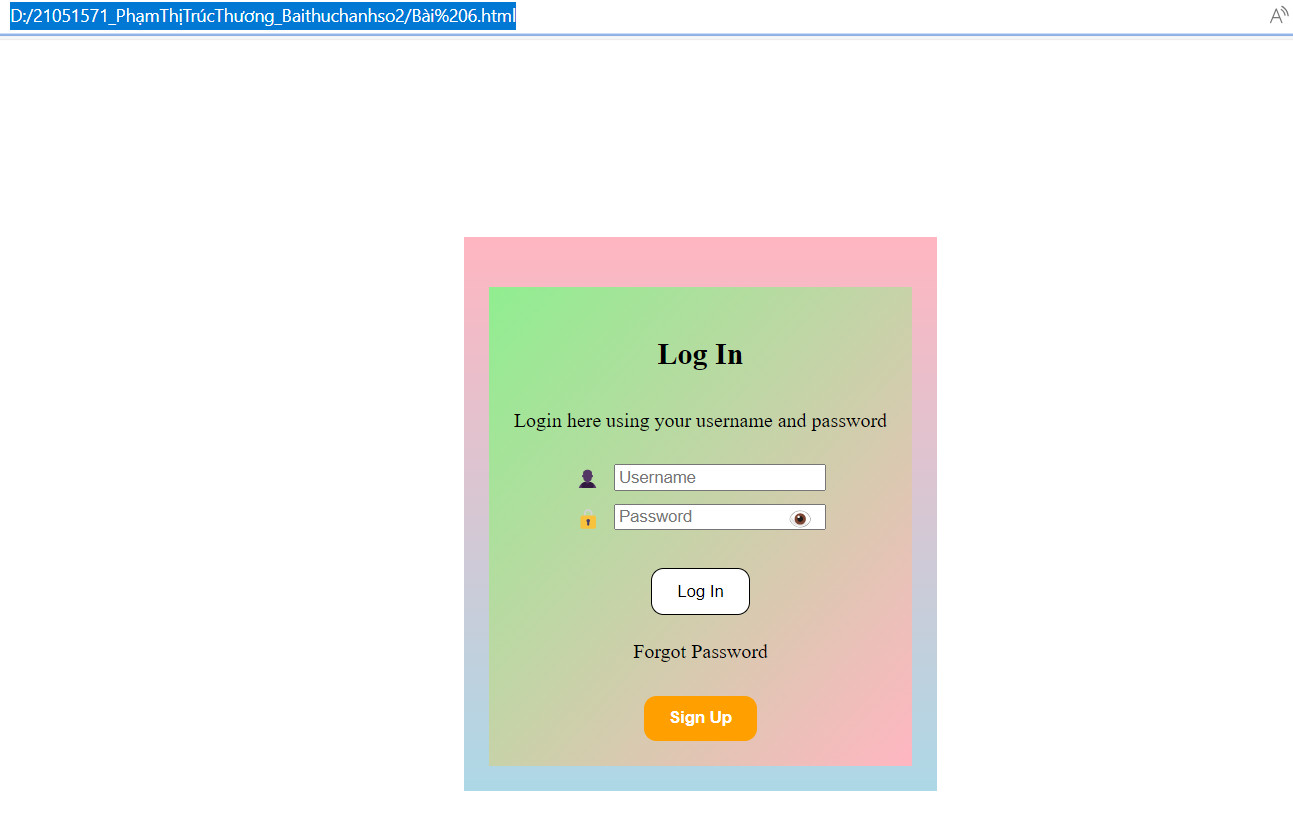 D:/21051571_PhạmThịTrúcThương_Baithuchanhso2/Bài%206.html
A
Log In
Login here using your username and password
Username
Password
Log In
Forgot Password
Sign Up